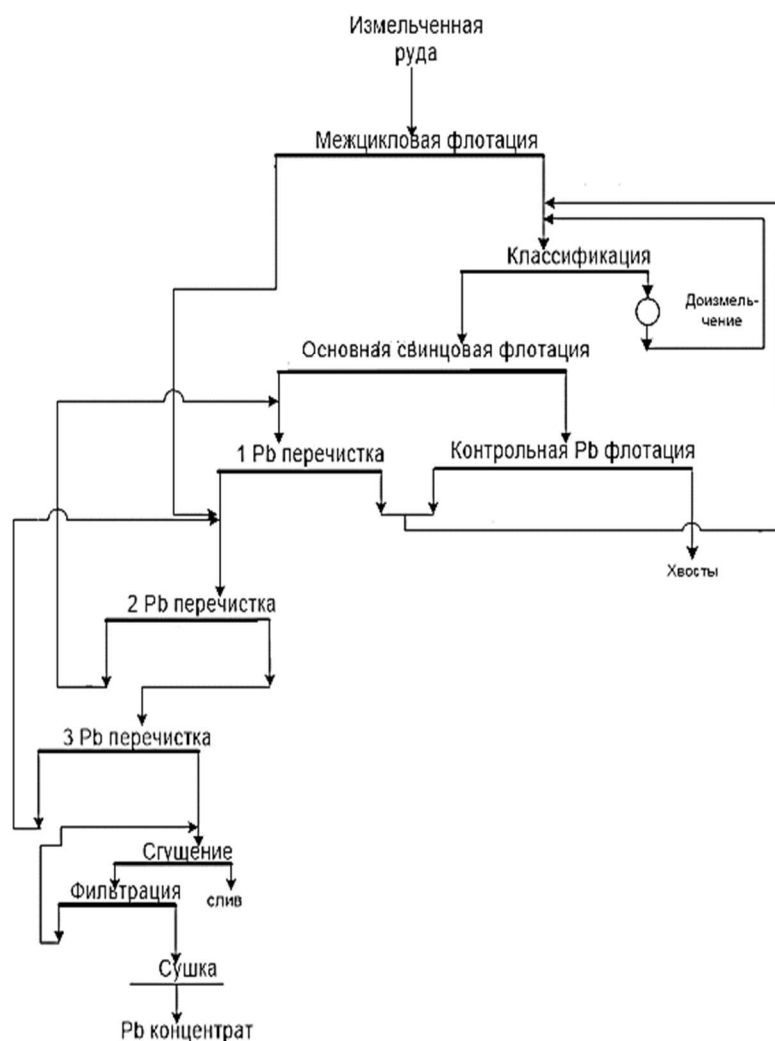 Измельченная
руда
Межцикловая флотация
Классификация
Доизмель-
чение
Основная свинцовая флотация
1 Pb перечистка
Контрольная Pb флотация
Хвосты
2 Pb перечистка
3 Pb перечистка
Сгущение
слив
Фильтрация
Сушка
Pb концентрат